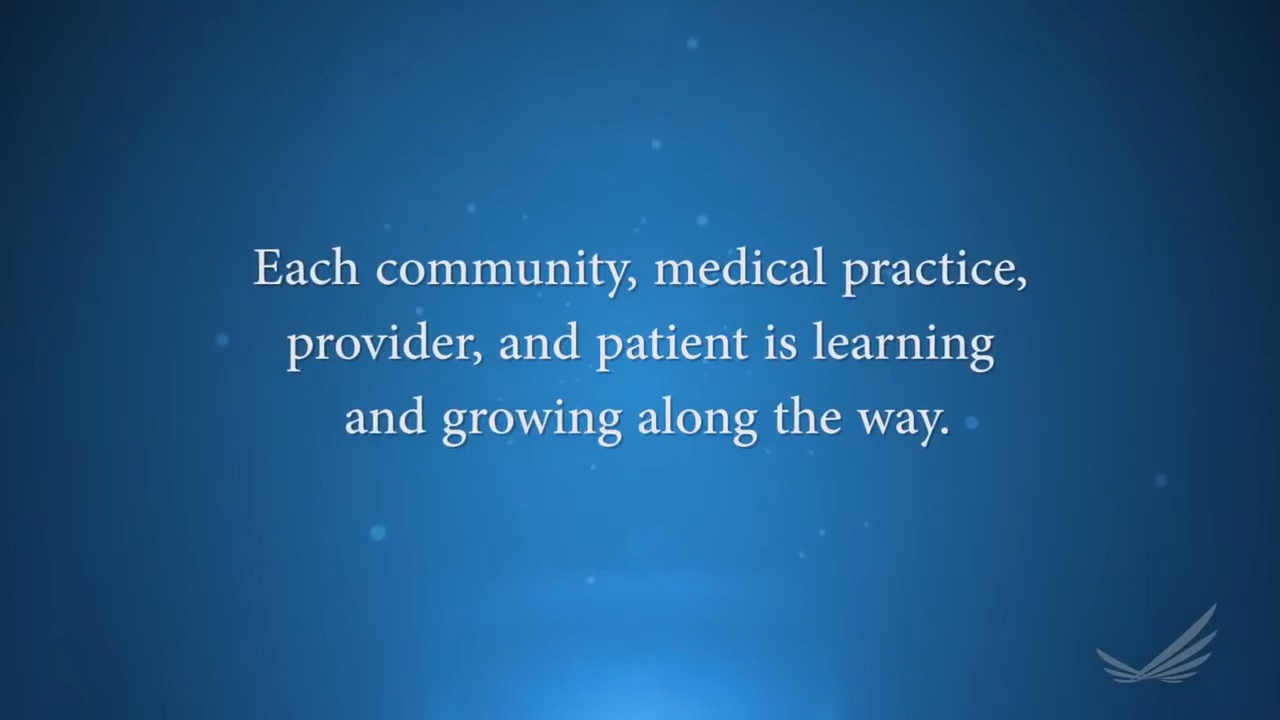 Each community, medical practice,
provider, and patient is learning
and growing along the way.